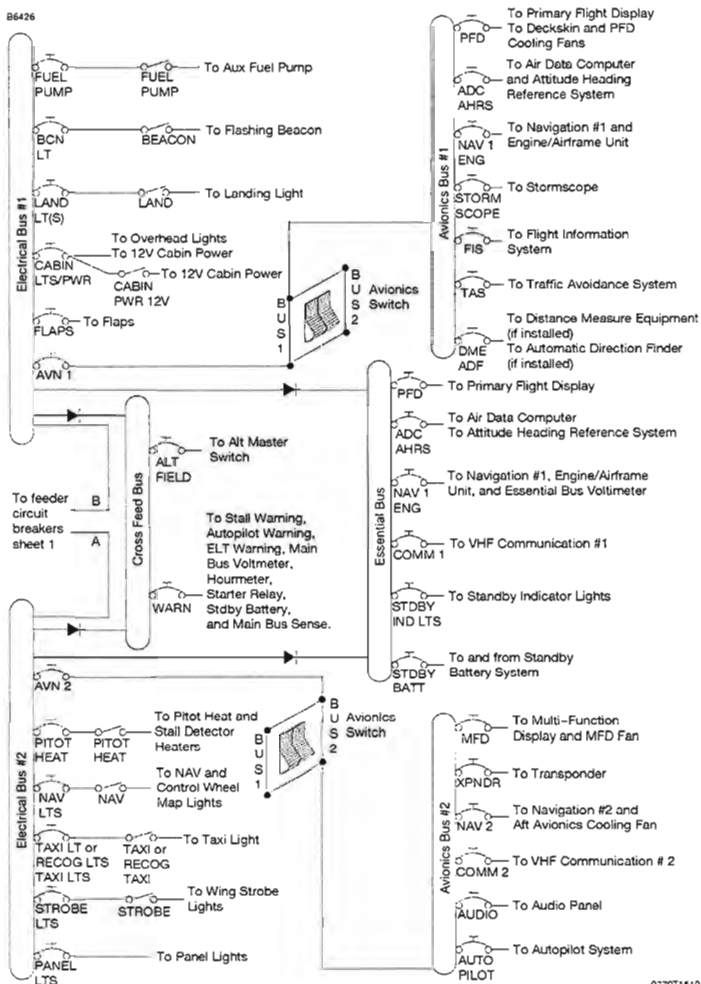 B6426
Electrical Bus #1
FUEL
PUMP
FUEL
PUMP
To Aux Fuel Pump
BCN
LT
BEACON
To Flashing Beacon
LAND
LT(S)
LAND
To Landing Light
CABIN
LTS/PWR
To Overhead Lights
To 12V Cabin Power
To 12V Cabin Power
CABIN
PWR 12V
FLAPS
To Flaps
AVN 1
BUS 1
BUS 2
Avionics
Switch
Avionics Bus #1
PFD
To Primary Flight Display
To Deckskin and PFD
Cooling Fans
ADC
AHRS
To Air Data Computer
and Attitude Heading
Reference System
NAV 1
ENG
To Navigation #1 and
Engine/Airframe Unit
STORM
SCOPE
To Stormscope
FIS
To Flight Information
System
TAS
To Traffic Avoidance System
DME
ADF
To Distance Measure Equipment
(if installed)
To Automatic Direction Finder
(if installed)
To feeder
circuit
breakers
sheet 1
B
A
Cross Feed Bus
ALT
FIELD
To Alt Master
Switch
WARN
To Stall Warning,
Autopilot Warning,
ELT Warning, Main
Bus Voltmeter,
Hourmeter,
Starter Relay,
Stdby Battery,
and Main Bus Sense.
Essential Bus
PFD
To Primary Flight Display
ADC
AHRS
To Air Data Computer
To Attitude Heading Reference System
NAV 1
ENG
To Navigation #1, Engine/Airframe
Unit, and Essential Bus Voltimeter
COMM 1
To VHF Communication #1
STDBY
IND LTS
To Standby Indicator Lights
STDBY
BATT
To and from Standby
Battery System
Electrical Bus #2
AVN 2
PITOT
HEAT
PITOT
HEAT
To Pitot Heat and
Stall Detector
Heaters
NAV
LTS
NAV
To NAV and
Control Wheel
Map Lights
TAXI LT or
RECOG LTS
TAXI LTS
TAXI or
RECOG
TAXI
To Taxi Light
STROBE
LTS
STROBE
To Wing Strobe
Lights
PANEL
LTS
To Panel Lights
BUS 1
BUS 2
Avionics
Switch
Avionics Bus #2
MFD
To Multi-Function
Display and MFD Fan
XPNDR
To Transponder
NAV 2
To Navigation #2 and
Aft Avionics Cooling Fan
COMM 2
To VHF Communication # 2
AUDIO
To Audio Panel
AUTO
PILOT
To Autopilot System